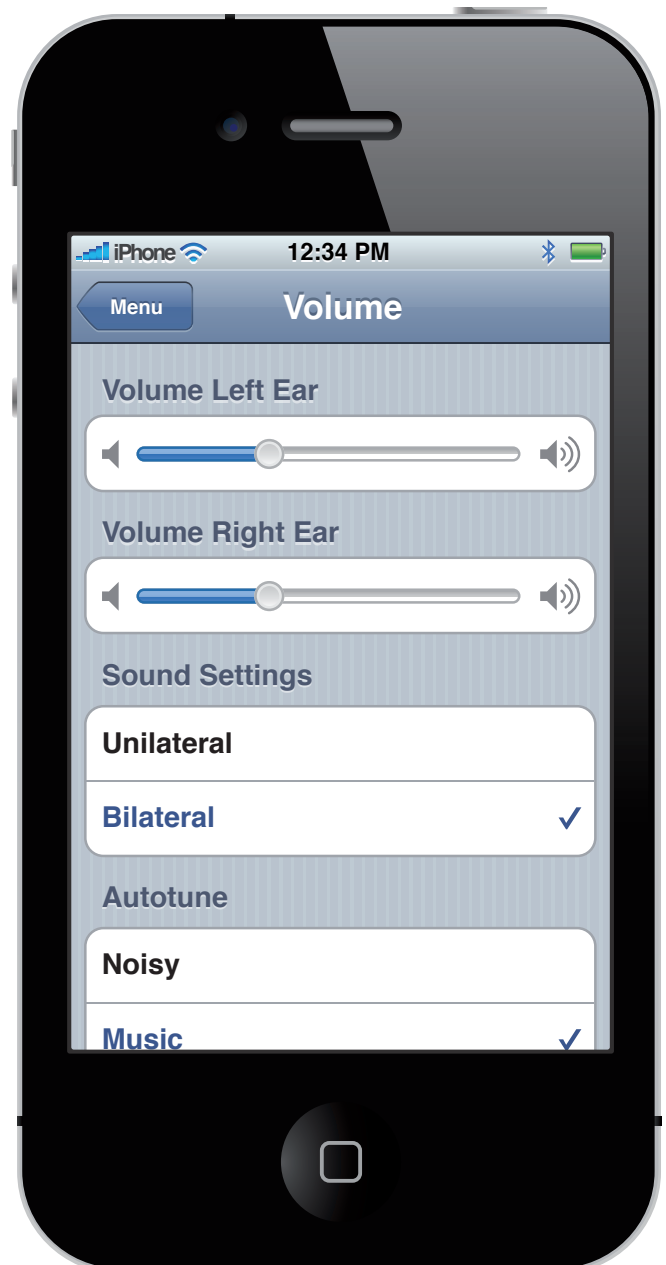 iPhone 12:34 PM
Menu Volume
Volume Left Ear
Volume Right Ear
Sound Settings
Unilateral
Bilateral
Autotune
Noisy
Music